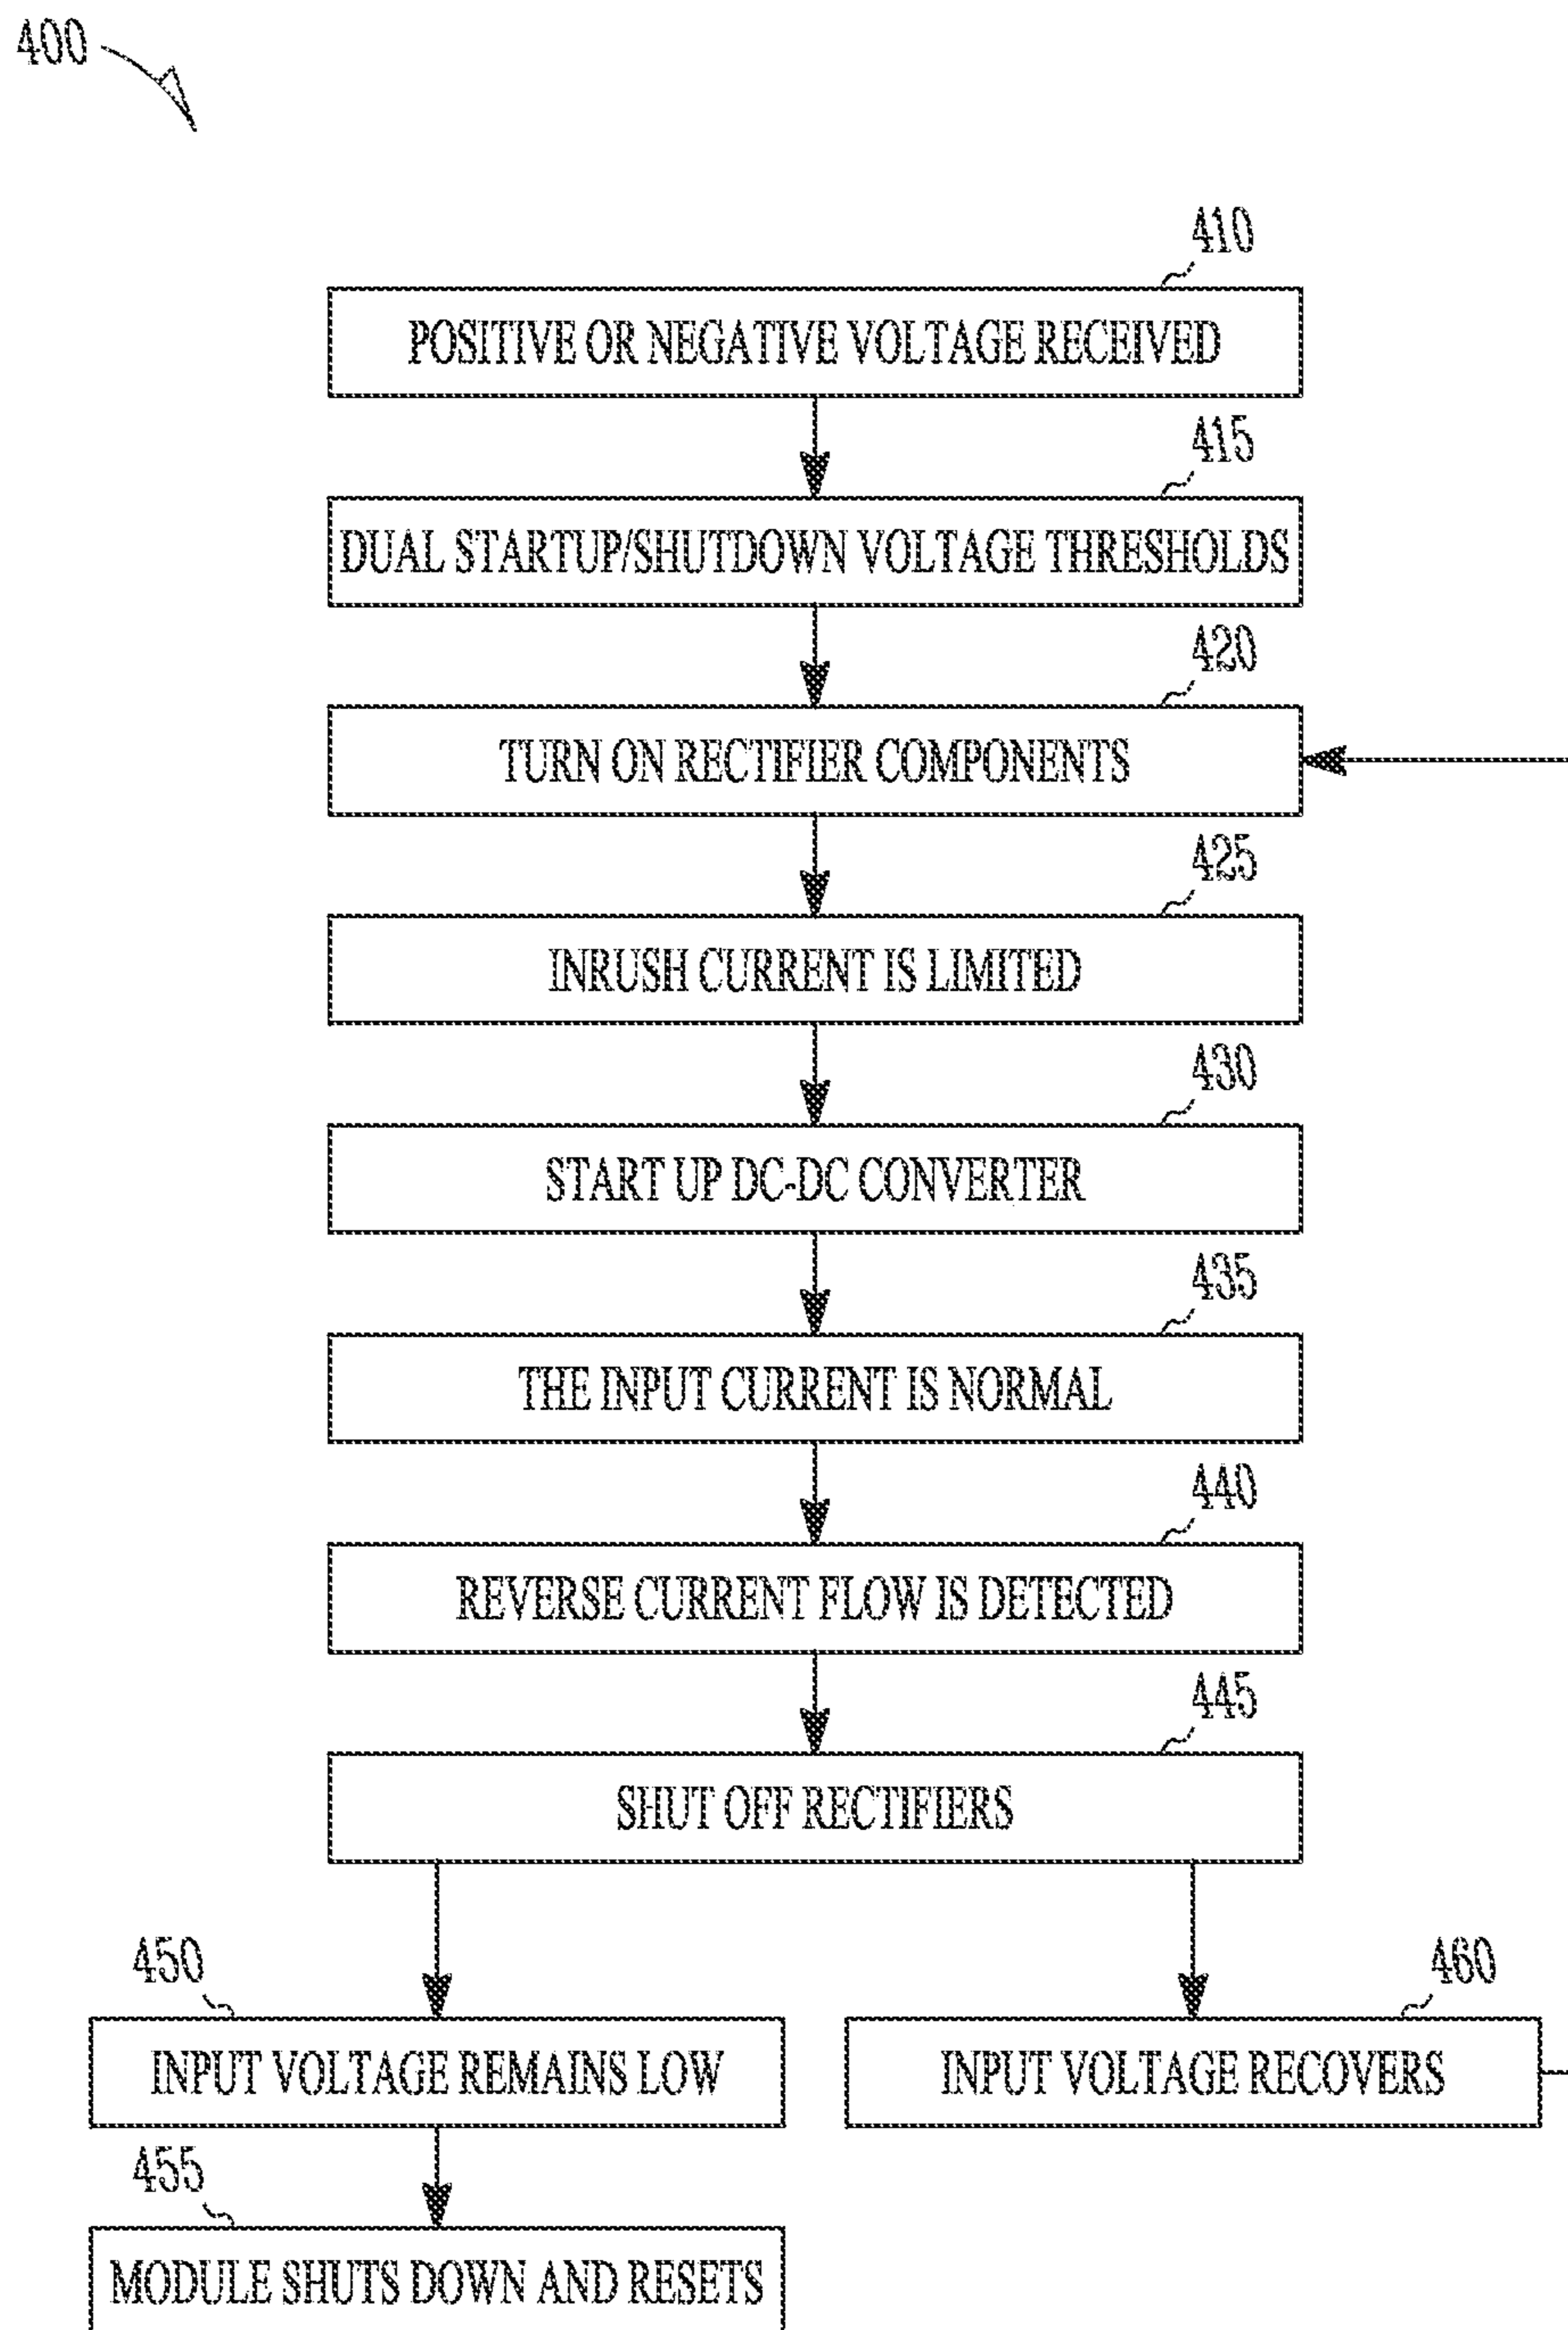 400
410
POSITIVE OR NEGATIVE VOLTAGE RECEIVED
415
DUAL STARTUP/SHUTDOWN VOLTAGE THRESHOLDS
420
TURN ON RECTIFIER COMPONENTS
425
INRUSH CURRENT IS LIMITED
430
START UP DC-DC CONVERTER
435
THE INPUT CURRENT IS NORMAL
440
REVERSE CURRENT FLOW IS DETECTED
445
SHUT OFF RECTIFIERS
450
INPUT VOLTAGE REMAINS LOW
460
INPUT VOLTAGE RECOVERS
455
MODULE SHUTS DOWN AND RESETS